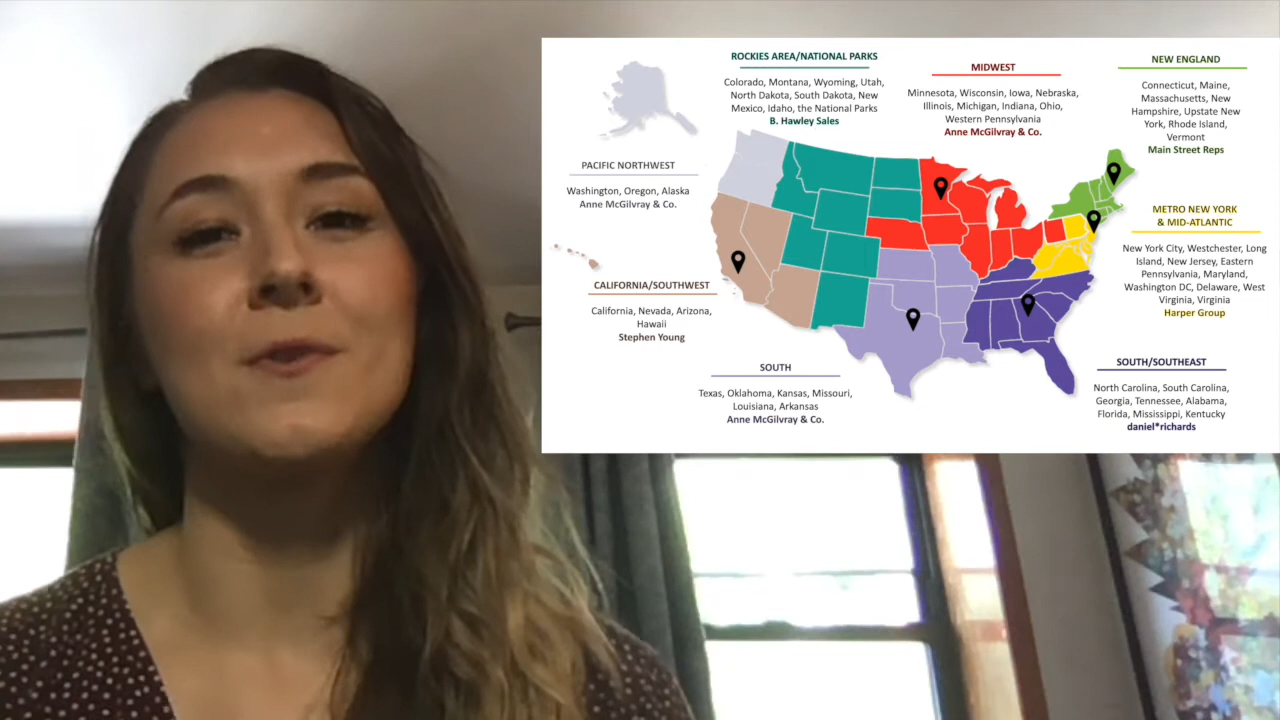 ROCKIES AREA/NATIONAL PARKS
Colorado, Montana, Wyoming, Utah,
North Dakota, South Dakota, New
Mexico, Idaho, the National Parks
B. Hawley Sales
MIDWEST
Minnesota, Wisconsin, Iowa, Nebraska,
Illinois, Michigan, Indiana, Ohio,
Western Pennsylvania
Anne McGilvray & Co.
NEW ENGLAND
Connecticut, Maine,
Massachusetts, New
Hampshire, Upstate New
York, Rhode Island,
Vermont
Main Street Reps
PACIFIC NORTHWEST
Washington, Oregon, Alaska
Anne McGilvray & Co.
METRO NEW YORK
& MID-ATLANTIC
New York City, Westchester, Long
Island, New Jersey, Eastern
Pennsylvania, Maryland,
Washington DC, Delaware, West
Virginia, Virginia
Harper Group
CALIFORNIA/SOUTHWEST
California, Nevada, Arizona,
Hawaii
Stephen Young
SOUTH
Texas, Oklahoma, Kansas, Missouri,
Louisiana, Arkansas
Anne McGilvray & Co.
SOUTH/SOUTHEAST
North Carolina, South Carolina,
Georgia, Tennessee, Alabama,
Florida, Mississippi, Kentucky
daniel*richards